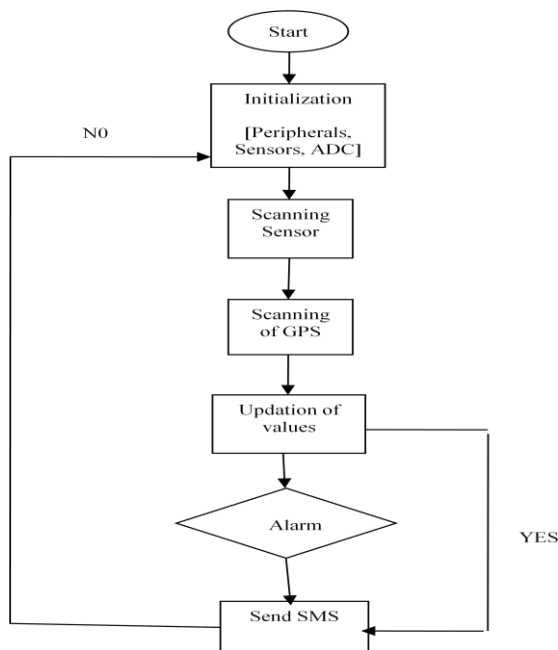 Start
Initialization
[Peripherals,
Sensors, ADC]
N0
Scanning
Sensor
Scanning
of GPS
Updation of
values
Alarm
YES
Send SMS